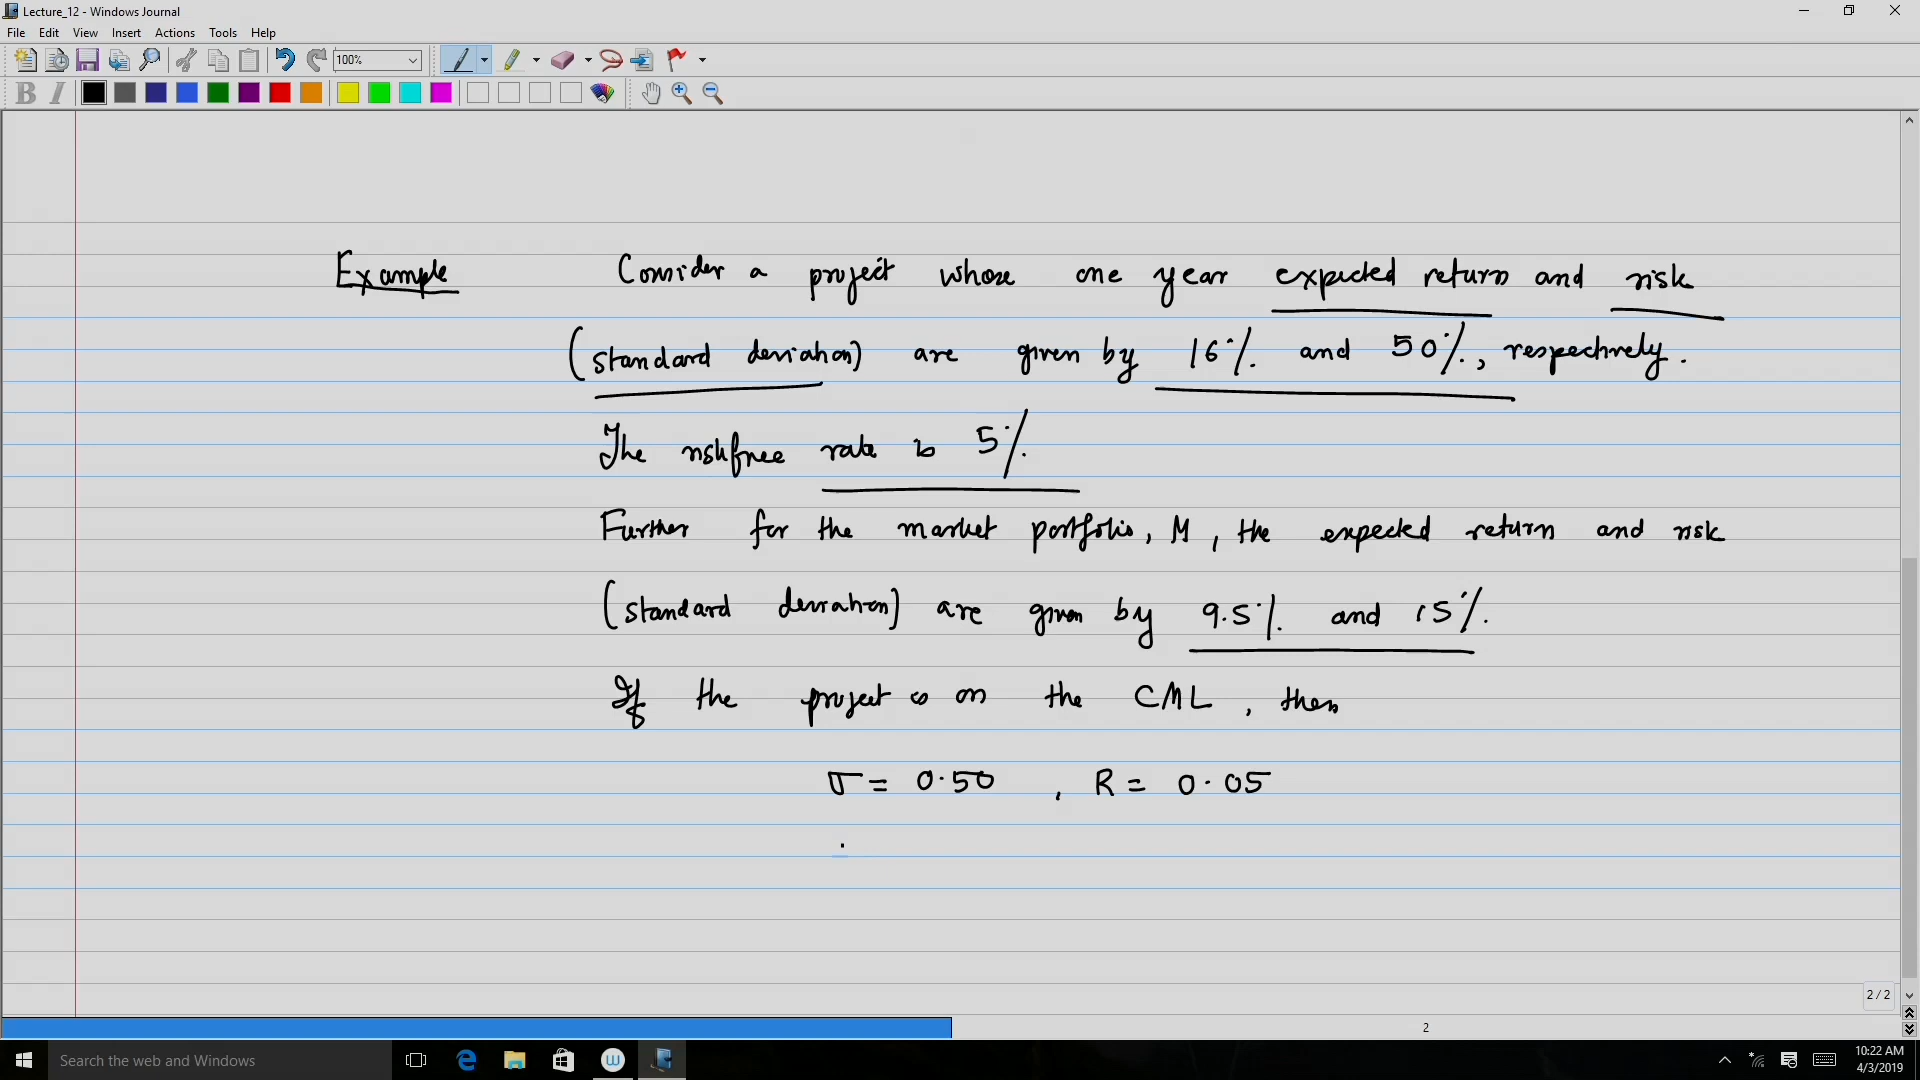 Lecture_12 - Windows Journal
File Edit View Insert Actions Tools Help
100%
B I
Example Consider a project whose one year expected return and risk
(standard deviation) are given by 16% and 50%, respectively.
The riskfree rate is 5%.
Further for the market portfolio, M, the expected return and risk
(standard deviation) are given by 9.5% and 15%.
If the project is on the CML, then
σ = 0.50 , R = 0.05
2 / 2
2
Search the web and Windows
10:22 AM
4/3/2019